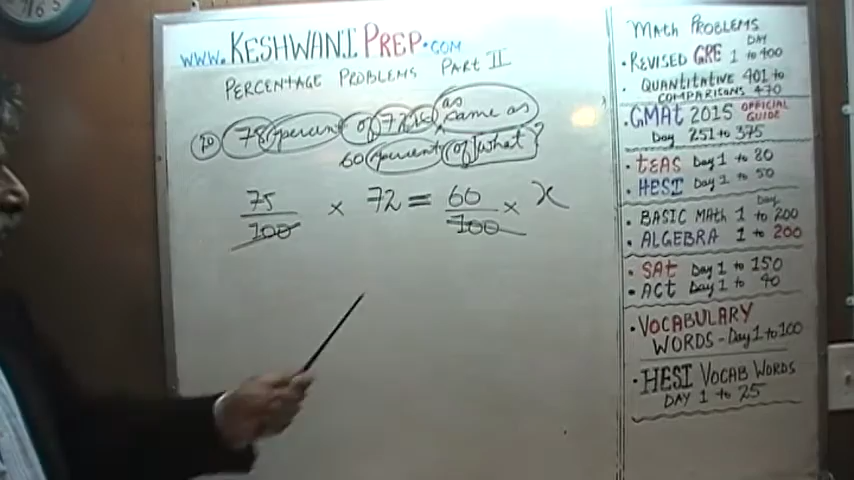 www.KESHWANIPREP.COM
PERCENTAGE PROBLEMS PART II
10 75 percent of 72 is as same as
60 percent of what?
75/100 × 72 = 60/100 × x
MATH PROBLEMS
DAY
• REVISED GRE 1 to 400
• QUANTITATIVE 401 to
COMPARISONS 470
• GMAt 2015 OFFICIAL GUIDE
Day 251 to 375
• tEAS Day 1 to 80
• HESI Day 1 to 50
Day
• BASIC MAth 1 to 200
• ALGEBRA 1 to 200
• SAt Day 1 to 150
• ACt Day 1 to 40
• VOCABULARY
WORDS - Day 1 to 100
• HESI VOCAB WORDS
DAY 1 to 25